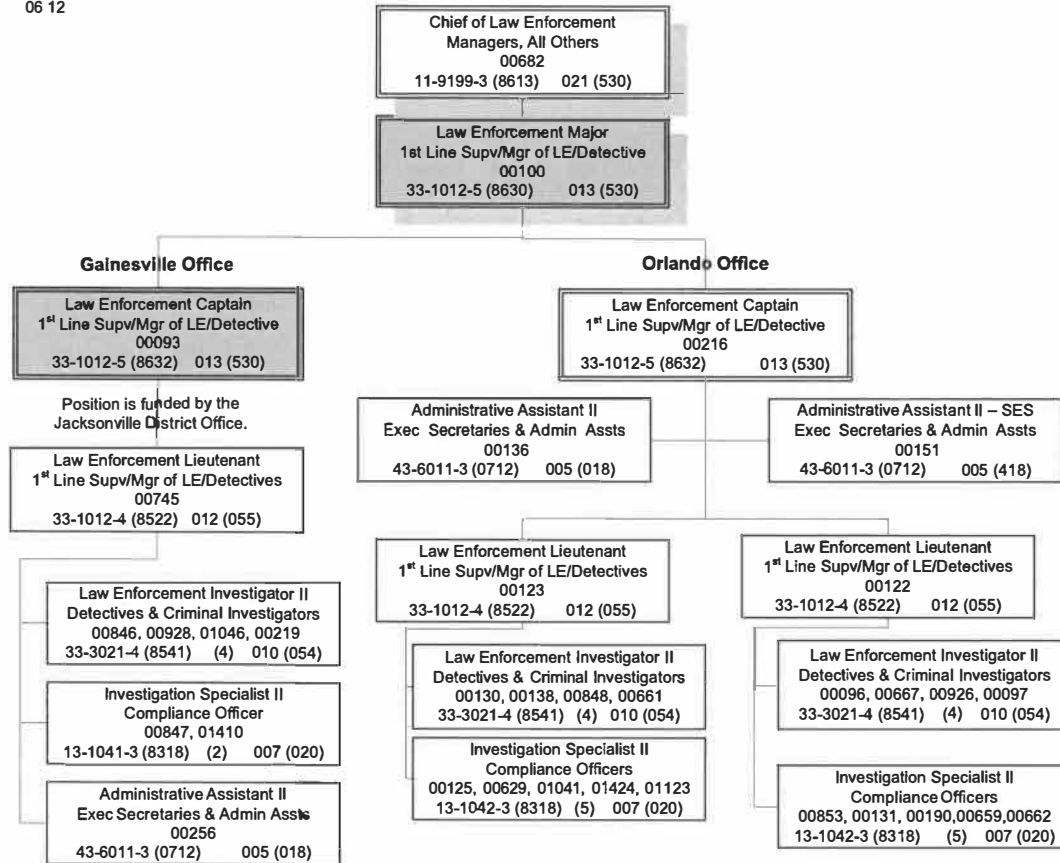 06 12
Chief of Law Enforcement
Managers, All Others
00682
11-9199-3 (8613) 021 (530)
Law Enforcement Major
1st Line Supv/Mgr of LE/Detective
00100
33-1012-5 (8630) 013 (530)
Gainesville Office
Law Enforcement Captain
1st Line Supv/Mgr of LE/Detective
00093
33-1012-5 (8632) 013 (530)
Position is funded by the
Jacksonville District Office.
Law Enforcement Lieutenant
1st Line Supv/Mgr of LE/Detectives
00745
33-1012-4 (8522) 012 (055)
Law Enforcement Investigator II
Detectives & Criminal Investigators
00846, 00928, 01046, 00219
33-3021-4 (8541) (4) 010 (054)
Investigation Specialist II
Compliance Officer
00847, 01410
13-1041-3 (8318) (2) 007 (020)
Administrative Assistant II
Exec Secretaries & Admin Assts
00256
43-6011-3 (0712) 005 (018)
Orlando Office
Law Enforcement Captain
1st Line Supv/Mgr of LE/Detective
00216
33-1012-5 (8632) 013 (530)
Administrative Assistant II
Exec Secretaries & Admin Assts
00136
43-6011-3 (0712) 005 (018)
Administrative Assistant II – SES
Exec Secretaries & Admin Assts
00151
43-6011-3 (0712) 005 (418)
Law Enforcement Lieutenant
1st Line Supv/Mgr of LE/Detectives
00123
33-1012-4 (8522) 012 (055)
Law Enforcement Investigator II
Detectives & Criminal Investigators
00130, 00138, 00848, 00661
33-3021-4 (8541) (4) 010 (054)
Investigation Specialist II
Compliance Officers
00125, 00629, 01041, 01424, 01123
13-1042-3 (8318) (5) 007 (020)
Law Enforcement Lieutenant
1st Line Supv/Mgr of LE/Detectives
00122
33-1012-4 (8522) 012 (055)
Law Enforcement Investigator II
Detectives & Criminal Investigators
00096, 00667, 00926, 00097
33-3021-4 (8541) (4) 010 (054)
Investigation Specialist II
Compliance Officers
00853, 00131, 00190,00659,00662
13-1042-3 (8318) (5) 007 (020)